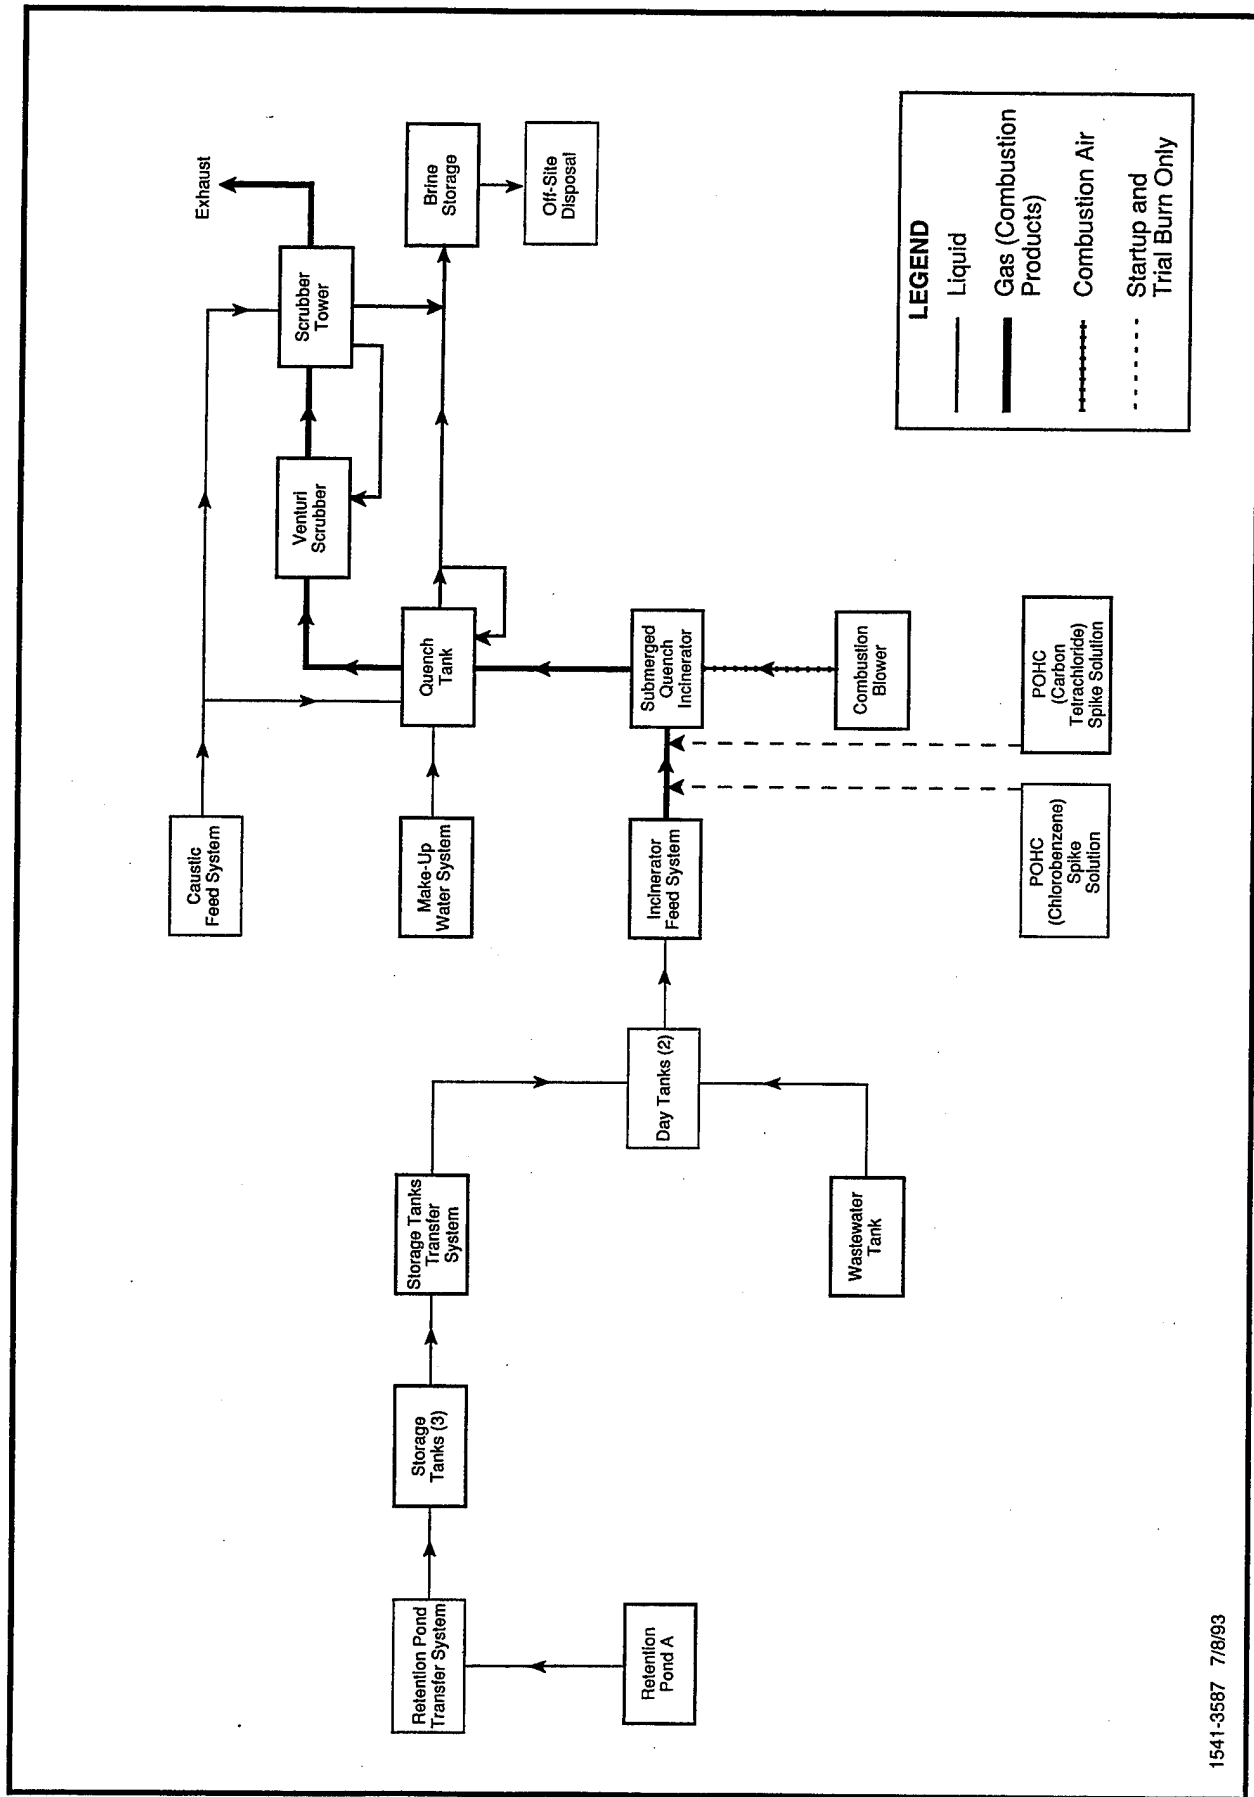 Retention Pond
Transfer System
Retention
Pond A
Storage
Tanks (3)
Storage Tanks
Transfer
System
Wastewater
Tank
Day Tanks (2)
Caustic
Feed System
Make-Up
Water System
Incinerator
Feed System
POHC
(Chlorobenzene)
Spike
Solution
POHC
(Carbon
Tetrachloride)
Spike Solution
Quench
Tank
Submerged
Quench
Incinerator
Combustion
Blower
Venturi
Scrubber
Scrubber
Tower
Exhaust
Brine
Storage
Off-Site
Disposal
LEGEND
Liquid
Gas (Combustion
Products)
Combustion Air
Startup and
Trial Burn Only
1541-3587 7/8/93